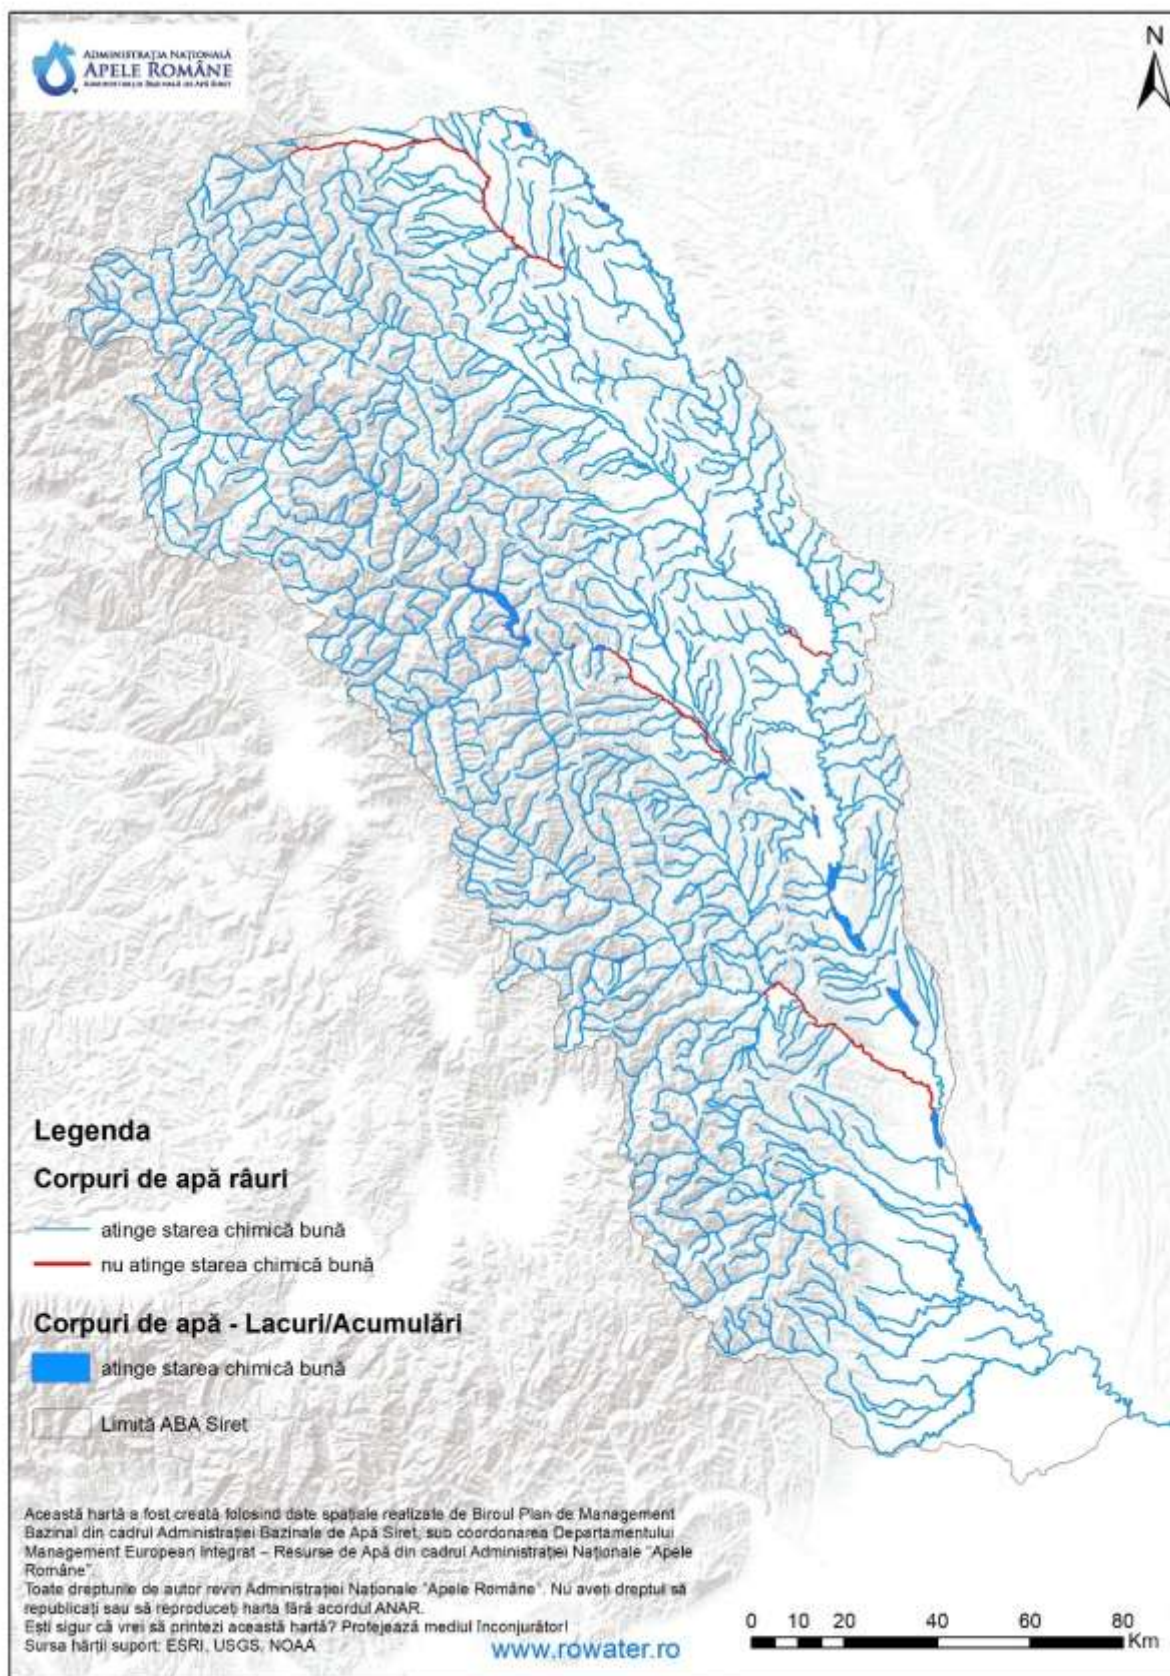 ADMINISTRAȚIA NAȚIONALĂ
APELE ROMÂNE
ADMINISTRAȚIA BAZINALĂ DE APĂ SIRET
N
Legenda
Corpuri de apă râuri
atinge starea chimică bună
nu atinge starea chimică bună
Corpuri de apă - Lacuri/Acumulări
atinge starea chimică bună
Limită ABA Siret
Această hartă a fost creată folosind date spațiale realizate de Biroul Plan de Management
Bazinal din cadrul Administrației Bazinale de Apă Siret, sub coordonarea Departamentului
Management European Integrat – Resurse de Apă din cadrul Administrației Naționale "Apele
Române".
Toate drepturile de autor revin Administrației Naționale "Apele Române". Nu aveți dreptul să
republicați sau să reproduceți harta fără acordul ANAR.
Ești sigur că vrei să printezi această hartă? Protejează mediul înconjurător!
Sursa hărții suport: ESRI, USGS, NOAA
www.rowater.ro
0 10 20 40 60 80
Km